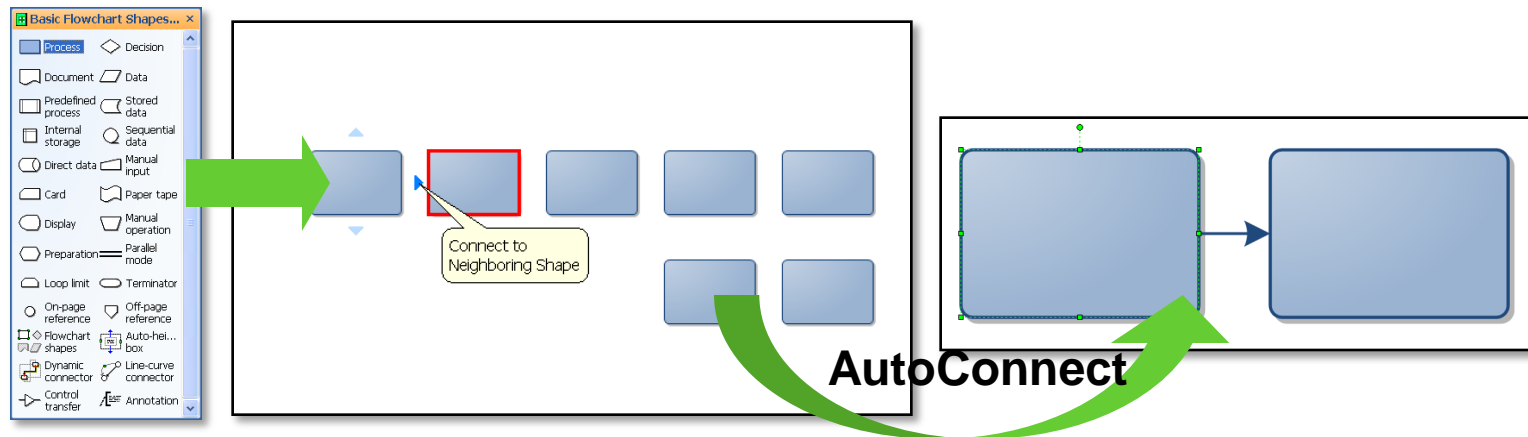 Basic Flowchart Shapes...
Process
Decision
Document
Data
Predefined
process
Stored
data
Internal
storage
Sequential
data
Direct data
Manual
input
Card
Paper tape
Display
Manual
operation
Preparation
Parallel
mode
Loop limit
Terminator
On-page
reference
Off-page
reference
Flowchart
shapes
Auto-hei...
box
Dynamic
connector
Line-curve
connector
Control
transfer
Annotation
Connect to
Neighboring Shape
AutoConnect